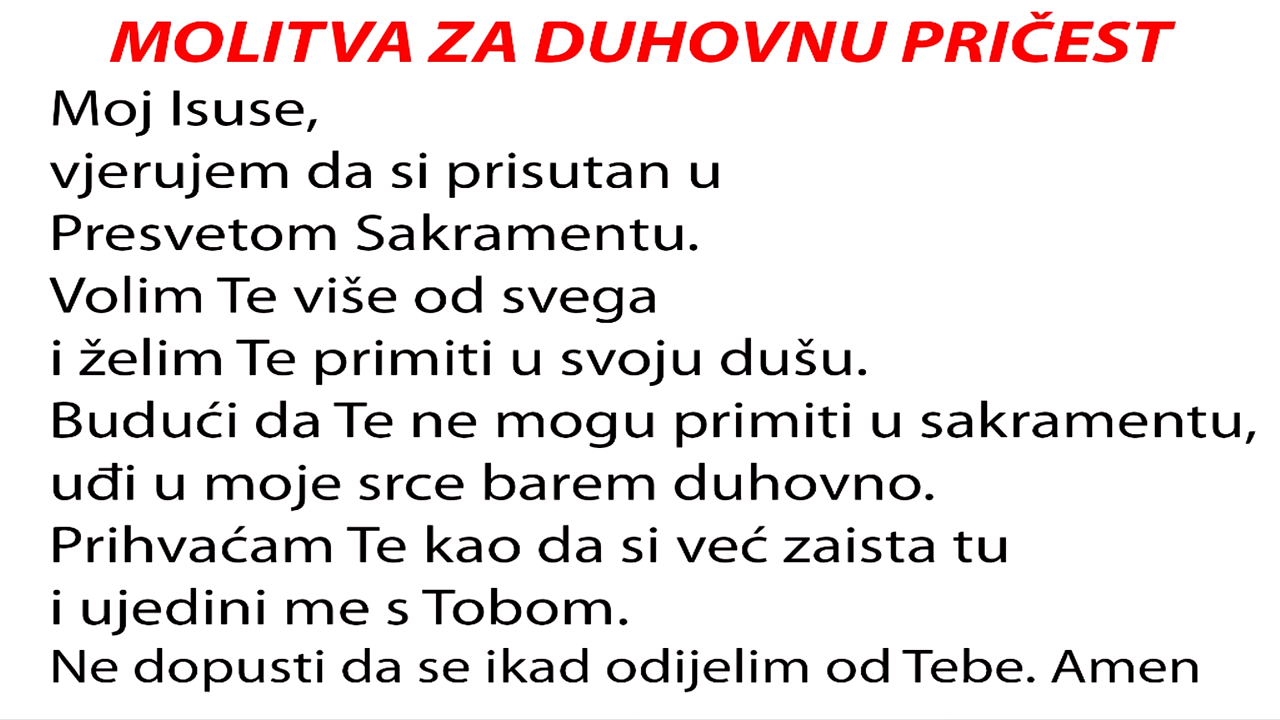 MOLITVA ZA DUHOVNU PRIČEST
Moj Isuse,
vjerujem da si prisutan u
Presvetom Sakramentu.
Volim Te više od svega
i želim Te primiti u svoju dušu.
Budući da Te ne mogu primiti u sakramentu,
uđi u moje srce barem duhovno.
Prihvaćam Te kao da si već zaista tu
i ujedini me s Tobom.
Ne dopusti da se ikad odijelim od Tebe. Amen